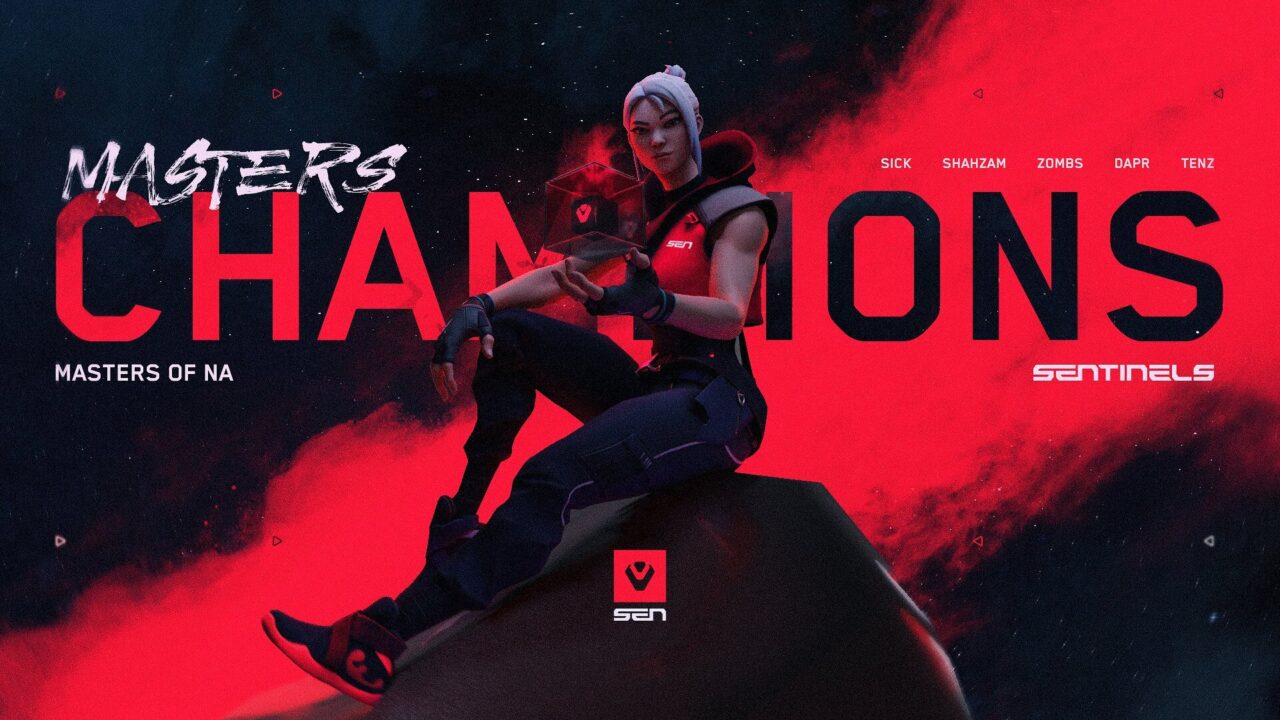 MASTERS
SICK SHAHZAM ZOMBS DAPR TENZ
CHAMPIONS
MASTERS OF NA
SENTINELS
SEN
SEN